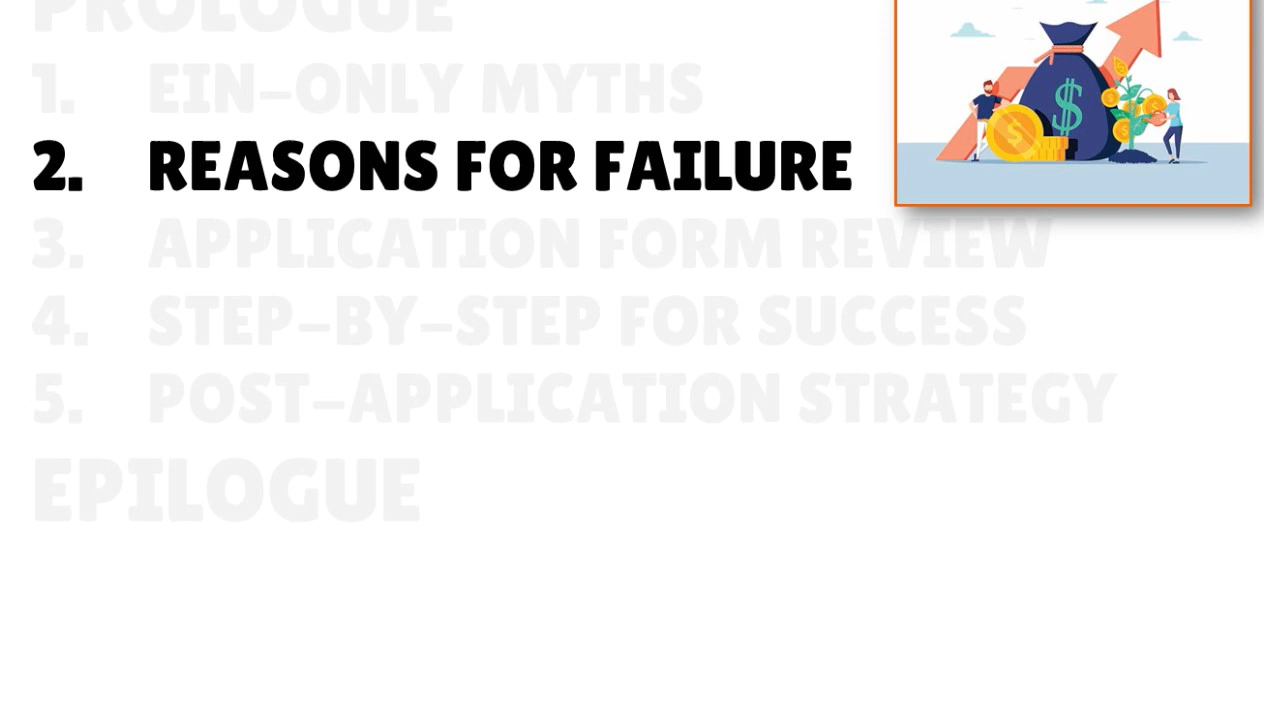 PROLOGUE
1. EIN-ONLY MYTHS
2. REASONS FOR FAILURE
3. APPLICATION FORM REVIEW
4. STEP-BY-STEP FOR SUCCESS
5. POST-APPLICATION STRATEGY
EPILOGUE
$
$